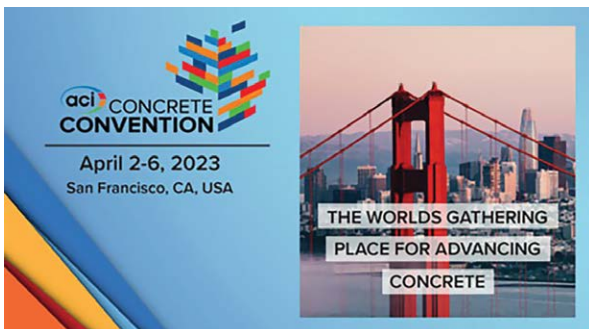 aci CONCRETE
CONVENTION
April 2-6, 2023
San Francisco, CA, USA
THE WORLDS GATHERING
PLACE FOR ADVANCING
CONCRETE